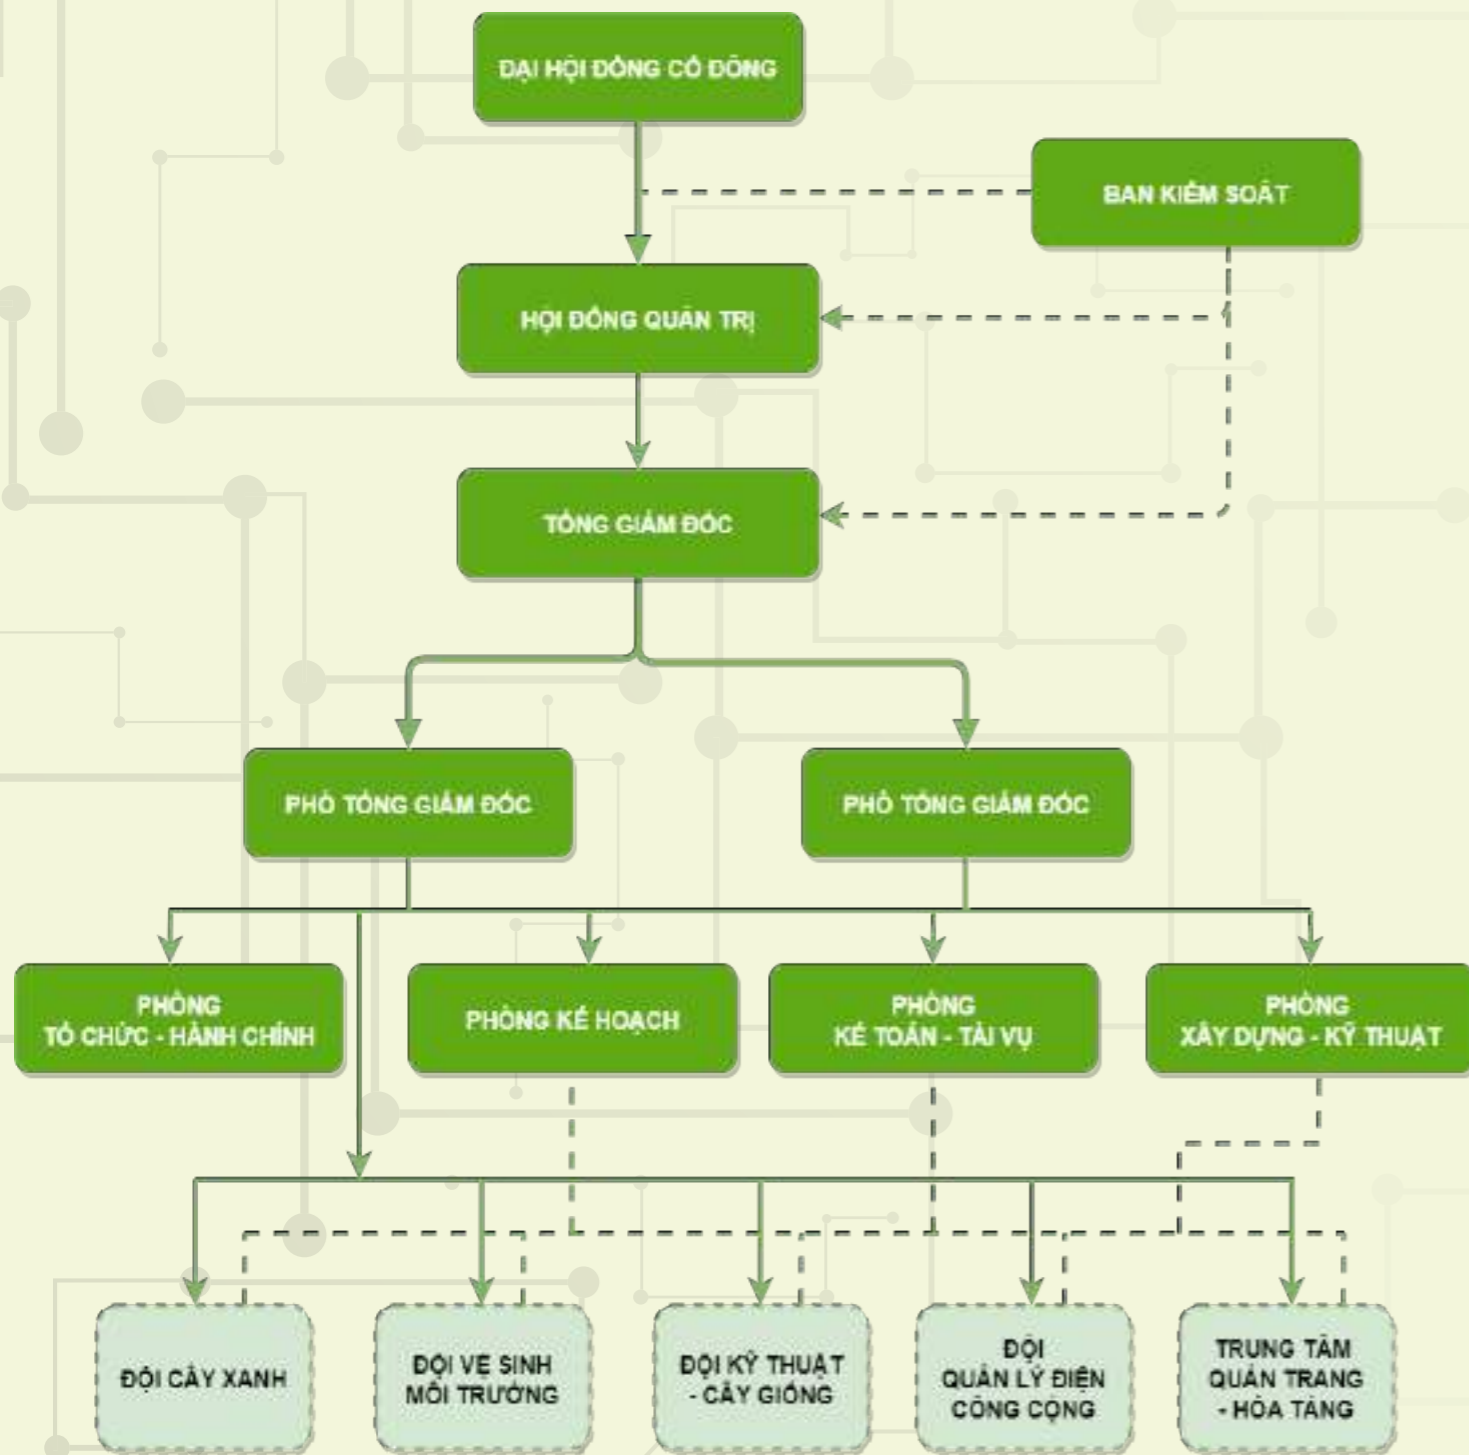 ĐẠI HỘI ĐỒNG CỔ ĐÔNG
BAN KIỂM SOÁT
HỘI ĐỒNG QUẢN TRỊ
TỔNG GIÁM ĐỐC
PHÓ TỔNG GIÁM ĐỐC
PHÓ TỔNG GIÁM ĐỐC
PHÒNG
TỔ CHỨC - HÀNH CHÍNH
PHÒNG KẾ HOẠCH
PHÒNG
KẾ TOÁN - TÀI VỤ
PHÒNG
XÂY DỰNG - KỸ THUẬT
ĐỘI CÂY XANH
ĐỘI VỆ SINH
MÔI TRƯỜNG
ĐỘI KỸ THUẬT
- CÂY GIỐNG
ĐỘI
QUẢN LÝ ĐIỆN
CÔNG CỘNG
TRUNG TÂM
QUẢN TRANG
- HỎA TÁNG